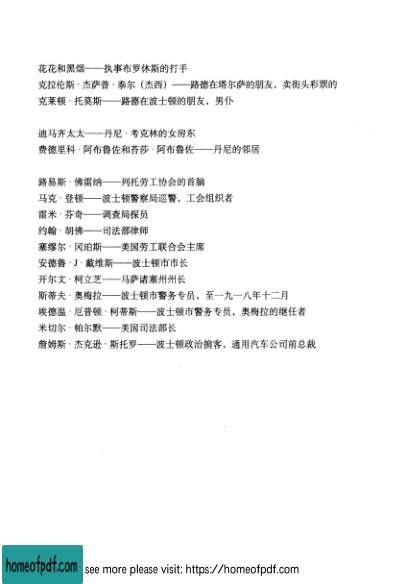 花花和黑烟——执事布罗休斯的打手
克拉伦斯·杰萨普·泰尔（杰西）——路德在塔尔萨的朋友，卖街头彩票的
克莱顿·托莫斯——路德在波士顿的朋友，男仆
迪马齐太太——丹尼·考克林的女房东
费德里科·阿布鲁佐和苔莎·阿布鲁佐——丹尼的邻居
路易斯·佛雷纳——列托劳工协会的首脑
马克·登顿——波士顿警察局巡警，工会组织者
雷米·芬奇——调查局探员
约翰·胡佛——司法部律师
塞缪尔·冈珀斯——美国劳工联合会主席
安德鲁·J·戴维斯——波士顿市市长
开尔文·柯立芝——马萨诸塞州州长
斯蒂夫·奥梅拉——波士顿市警务专员，至一九一八年十二月
埃德温·厄普顿·柯蒂斯——波士顿市警务专员，奥梅拉的继任者
米切尔·帕尔默——美国司法部长
詹姆斯·杰克逊·斯托罗——波士顿政治掮客，通用汽车公司前总裁
homeofpdf.com
see more please visit: https://homeofpdf.com